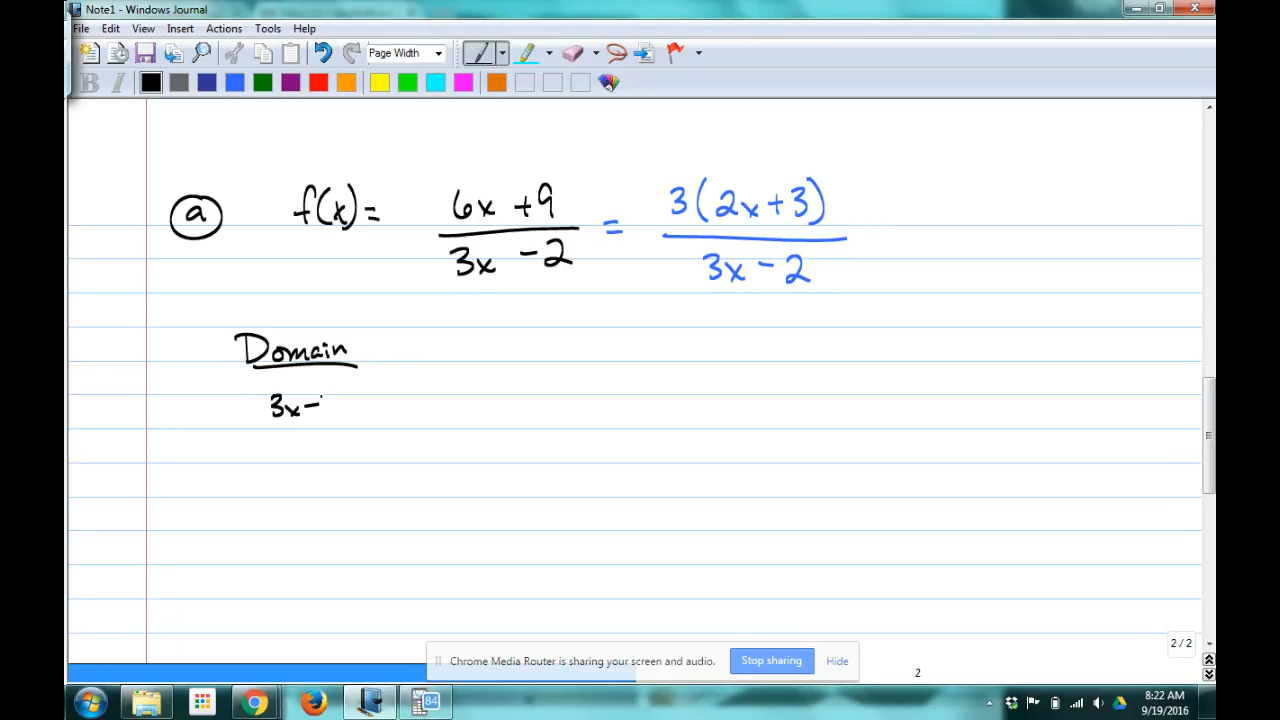 Note1 - Windows Journal
File Edit View Insert Actions Tools Help
Page Width
B I
a f(x)= 6x +9 = 3(2x+3)
3x -2 3x - 2
Domain
3x-
2/2
Chrome Media Router is sharing your screen and audio. Stop sharing Hide
2
84
8:22 AM
9/19/2016